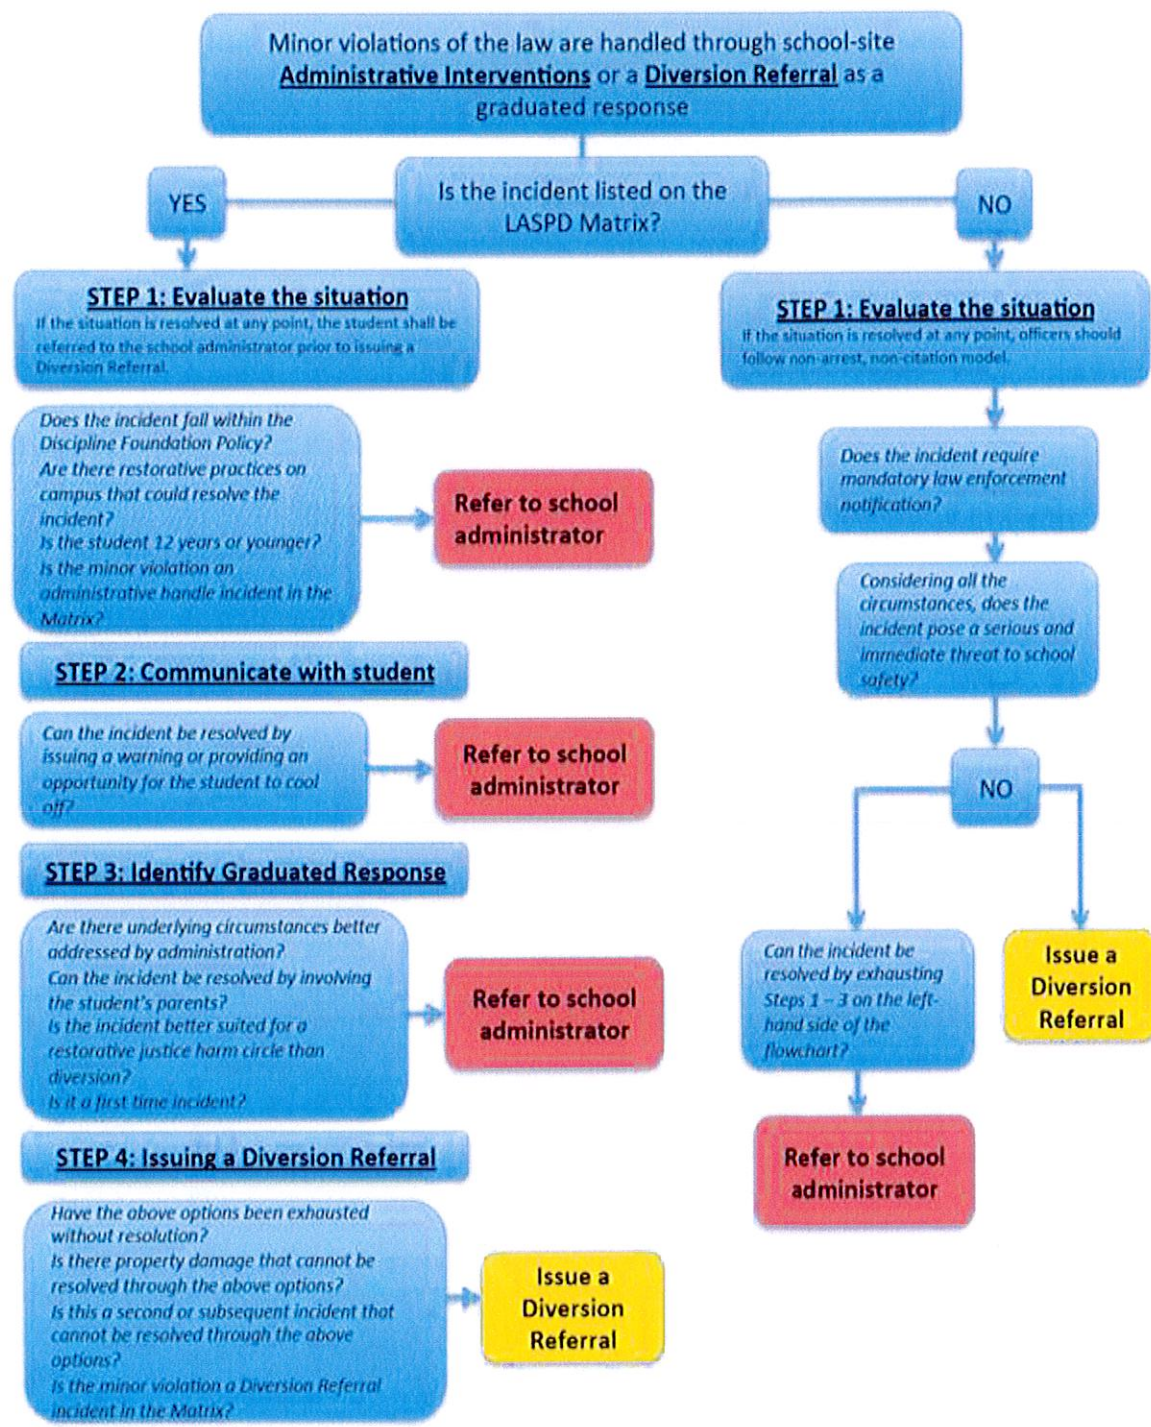 Minor violations of the law are handled through school-site
Administrative Interventions or a Diversion Referral as a
graduated response
Is the incident listed on the
LASPD Matrix?
YES
NO
STEP 1: Evaluate the situation
If the situation is resolved at any point, the student shall be
referred to the school administrator prior to issuing a
Diversion Referral.
Does the incident fall within the
Discipline Foundation Policy?
Are there restorative practices on
campus that could resolve the
incident?
Is the student 12 years or younger?
Is the minor violation an
administrative handle incident in the
Matrix?
Refer to school
administrator
STEP 2: Communicate with student
Can the incident be resolved by
issuing a warning or providing an
opportunity for the student to cool
off?
Refer to school
administrator
STEP 3: Identify Graduated Response
Are there underlying circumstances better
addressed by administration?
Can the incident be resolved by involving
the student's parents?
Is the incident better suited for a
restorative justice harm circle than
diversion?
Is it a first time incident?
Refer to school
administrator
STEP 4: Issuing a Diversion Referral
Have the above options been exhausted
without resolution?
Is there property damage that cannot be
resolved through the above options?
Is this a second or subsequent incident that
cannot be resolved through the above
options?
Is the minor violation a Diversion Referral
incident in the Matrix?
Issue a
Diversion
Referral
STEP 1: Evaluate the situation
If the situation is resolved at any point, officers should
follow non-arrest, non-citation model.
Does the incident require
mandatory law enforcement
notification?
Considering all the
circumstances, does the
incident pose a serious and
immediate threat to school
safety?
NO
Can the incident be
resolved by exhausting
Steps 1 – 3 on the left-
hand side of the
flowchart?
Issue a
Diversion
Referral
Refer to school
administrator